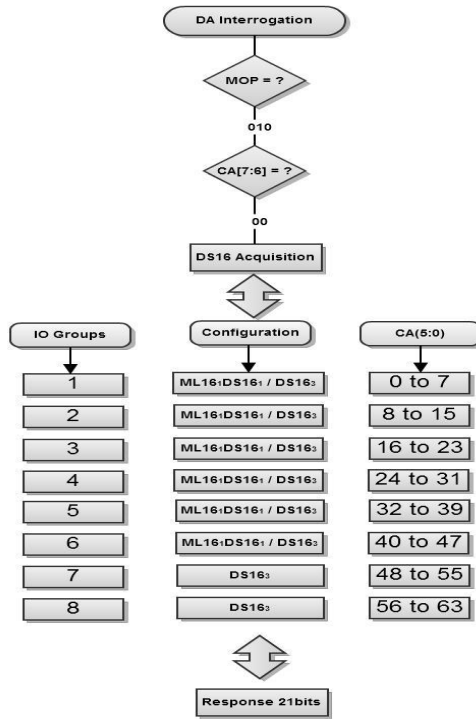 DA Interrogation
MOP = ?
010
CA[7:6] = ?
00
DS16 Acquisition
IO Groups
Configuration
CA(5:0)
1
ML16₁DS16₁ / DS16₃
0 to 7
2
ML16₁DS16₁ / DS16₃
8 to 15
3
ML16₁DS16₁ / DS16₃
16 to 23
4
ML16₁DS16₁ / DS16₃
24 to 31
5
ML16₁DS16₁ / DS16₃
32 to 39
6
ML16₁DS16₁ / DS16₃
40 to 47
7
DS16₃
48 to 55
8
DS16₃
56 to 63
Response 21bits